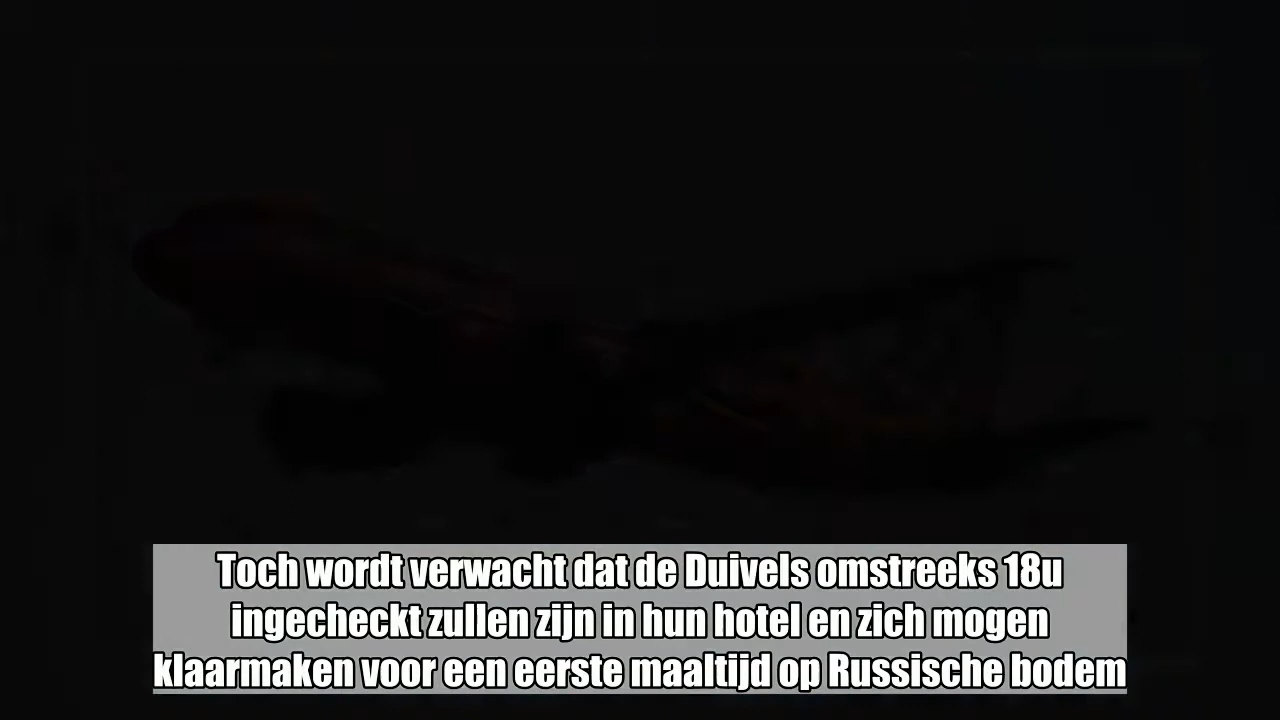 Toch wordt verwacht dat de Duivels omstreeks 18u
ingecheckt zullen zijn in hun hotel en zich mogen
klaarmaken voor een eerste maaltijd op Russische bodem